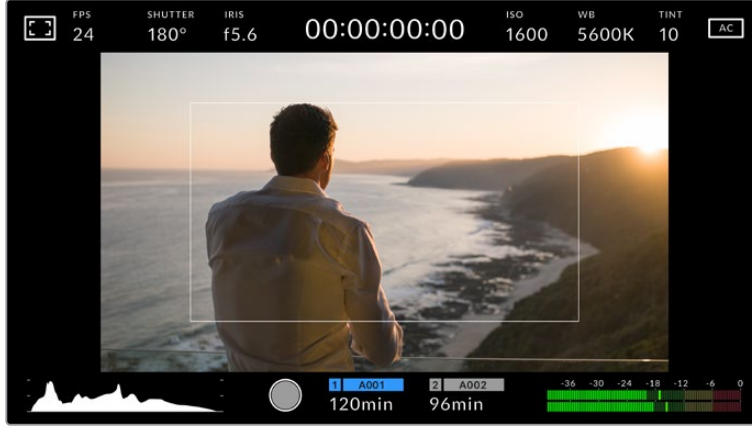 FPS SHUTTER IRIS ISO WB TINT
24 180° f5.6 00:00:00:00 1600 5600K 10 AC
1 A001 2 A002 -36 -30 -24 -18 -12 -6 0
120min 96min